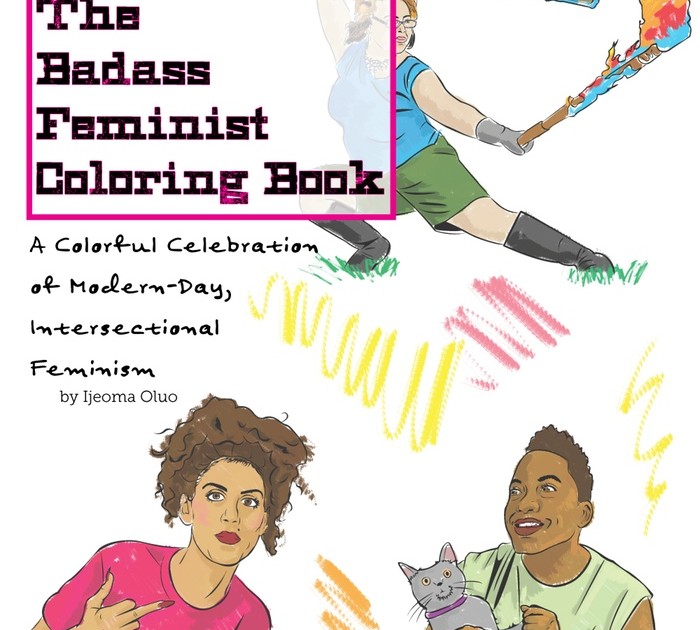 The
Badass
Feminist
Coloring Book
A Colorful Celebration
of Modern-Day,
Intersectional
Feminism
by Ijeoma Oluo